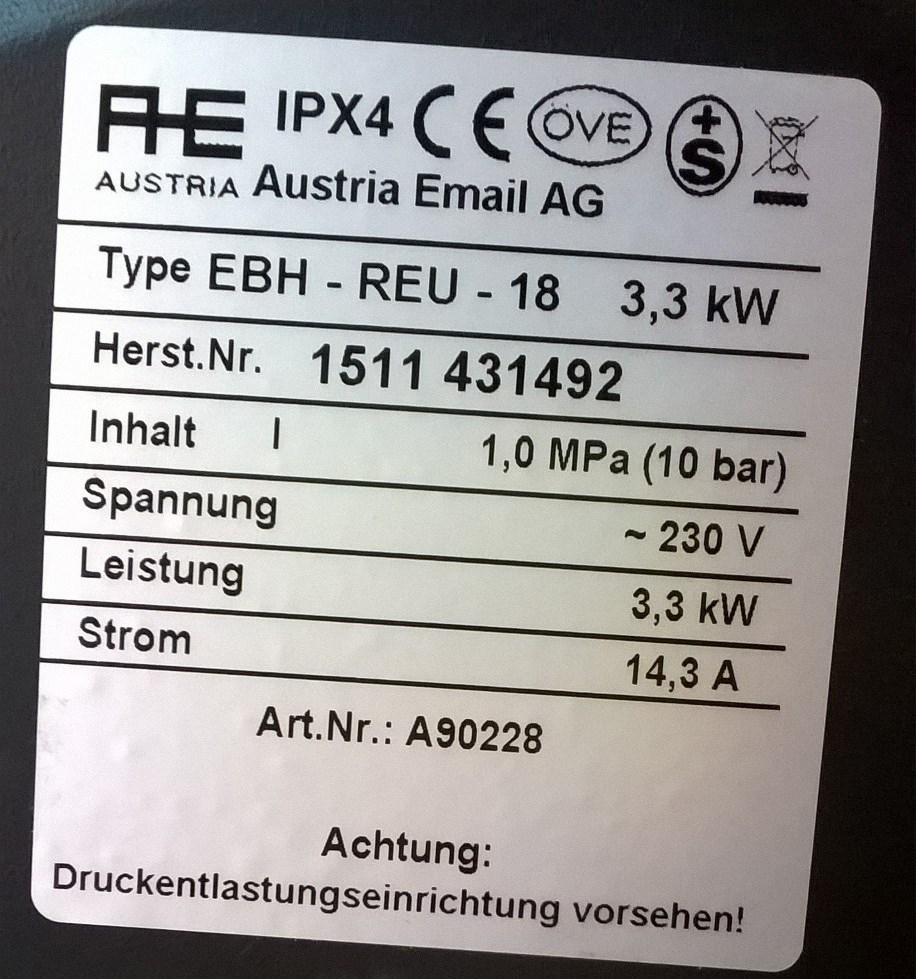 AE IPX4 CE ÖVE +S
AUSTRIA Austria Email AG
Type EBH - REU - 18 3,3 kW
Herst.Nr. 1511 431492
Inhalt l 1,0 MPa (10 bar)
Spannung ~ 230 V
Leistung 3,3 kW
Strom 14,3 A
Art.Nr.: A90228
Achtung:
Druckentlastungseinrichtung vorsehen!